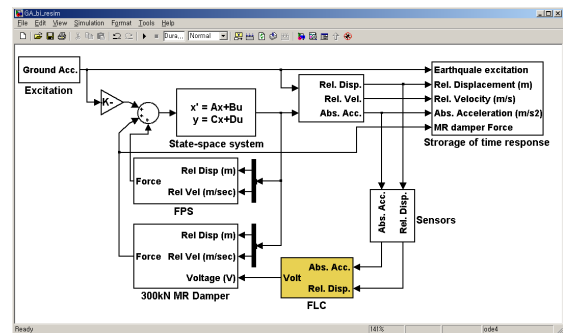 GA_bi_resim
File Edit View Simulation Format Tools Help
Dura... Normal
Ground Acc.
Excitation
K-
x' = Ax+Bu
y = Cx+Du
State-space system
Rel. Disp.
Rel. Vel.
Abs. Acc.
Earthquale excitation
Rel. Displacement (m)
Rel. Velocity (m/s)
Abs. Acceleration (m/s2)
MR damper Force
Strorage of time response
Force
Rel Disp (m)
Rel Vel (m/sec)
FPS
Abs. Acc.
Rel. Disp.
Sensors
Force
Rel Disp (m)
Rel Vel (m/sec)
Voltage (V)
300kN MR Damper
Volt
Abs. Acc.
Rel. Disp.
FLC
Ready 141% ode4